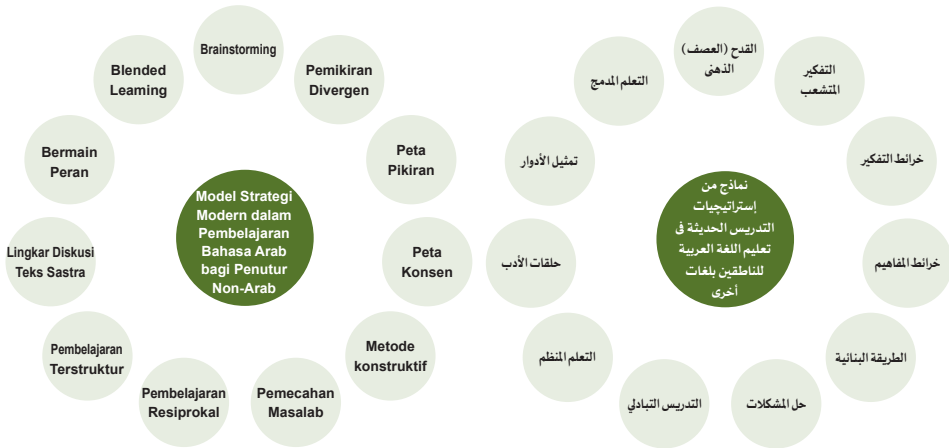 Brainstorming
Pemikiran
Divergen
Peta
Pikiran
Peta
Konsen
Metode
konstruktif
Pemecahan
Masalab
Pembelajaran
Resiprokal
Pembelajaran
Terstruktur
Lingkar Diskusi
Teks Sastra
Bermain
Peran
Blended
Leaming
Model Strategi
Modern dalam
Pembelajaran
Bahasa Arab
bagi Penutur
Non-Arab
القدح (العصف)
الذهنى
التفكير
المتشعب
خرائط التفكير
خرائط المفاهيم
الطريقة البنائية
حل المشكلات
التدريس التبادلي
التعلم المنظم
حلقات الأدب
تمثيل الأدوار
التعلم المدمج
نماذج من
إستراتيجيات
التدريس الحديثة فى
تعليم اللغة العربية
للناطقين بلغات
أخرى